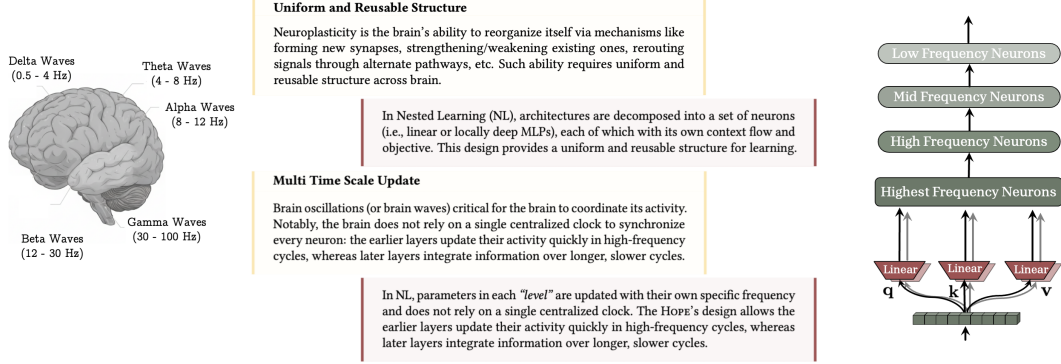 Delta Waves
(0.5 - 4 Hz)
Theta Waves
(4 - 8 Hz)
Alpha Waves
(8 - 12 Hz)
Gamma Waves
(30 - 100 Hz)
Beta Waves
(12 - 30 Hz)
Uniform and Reusable Structure
Neuroplasticity is the brain's ability to reorganize itself via mechanisms like
forming new synapses, strengthening/weakening existing ones, rerouting
signals through alternate pathways, etc. Such ability requires uniform and
reusable structure across brain.
In Nested Learning (NL), architectures are decomposed into a set of neurons
(i.e., linear or locally deep MLPs), each of which with its own context flow and
objective. This design provides a uniform and reusable structure for learning.
Multi Time Scale Update
Brain oscillations (or brain waves) critical for the brain to coordinate its activity.
Notably, the brain does not rely on a single centralized clock to synchronize
every neuron: the earlier layers update their activity quickly in high-frequency
cycles, whereas later layers integrate information over longer, slower cycles.
In NL, parameters in each "level" are updated with their own specific frequency
and does not rely on a single centralized clock. The HOPE's design allows the
earlier layers update their activity quickly in high-frequency cycles, whereas
later layers integrate information over longer, slower cycles.
Low Frequency Neurons
Mid Frequency Neurons
High Frequency Neurons
Highest Frequency Neurons
Linear Linear Linear
q k v